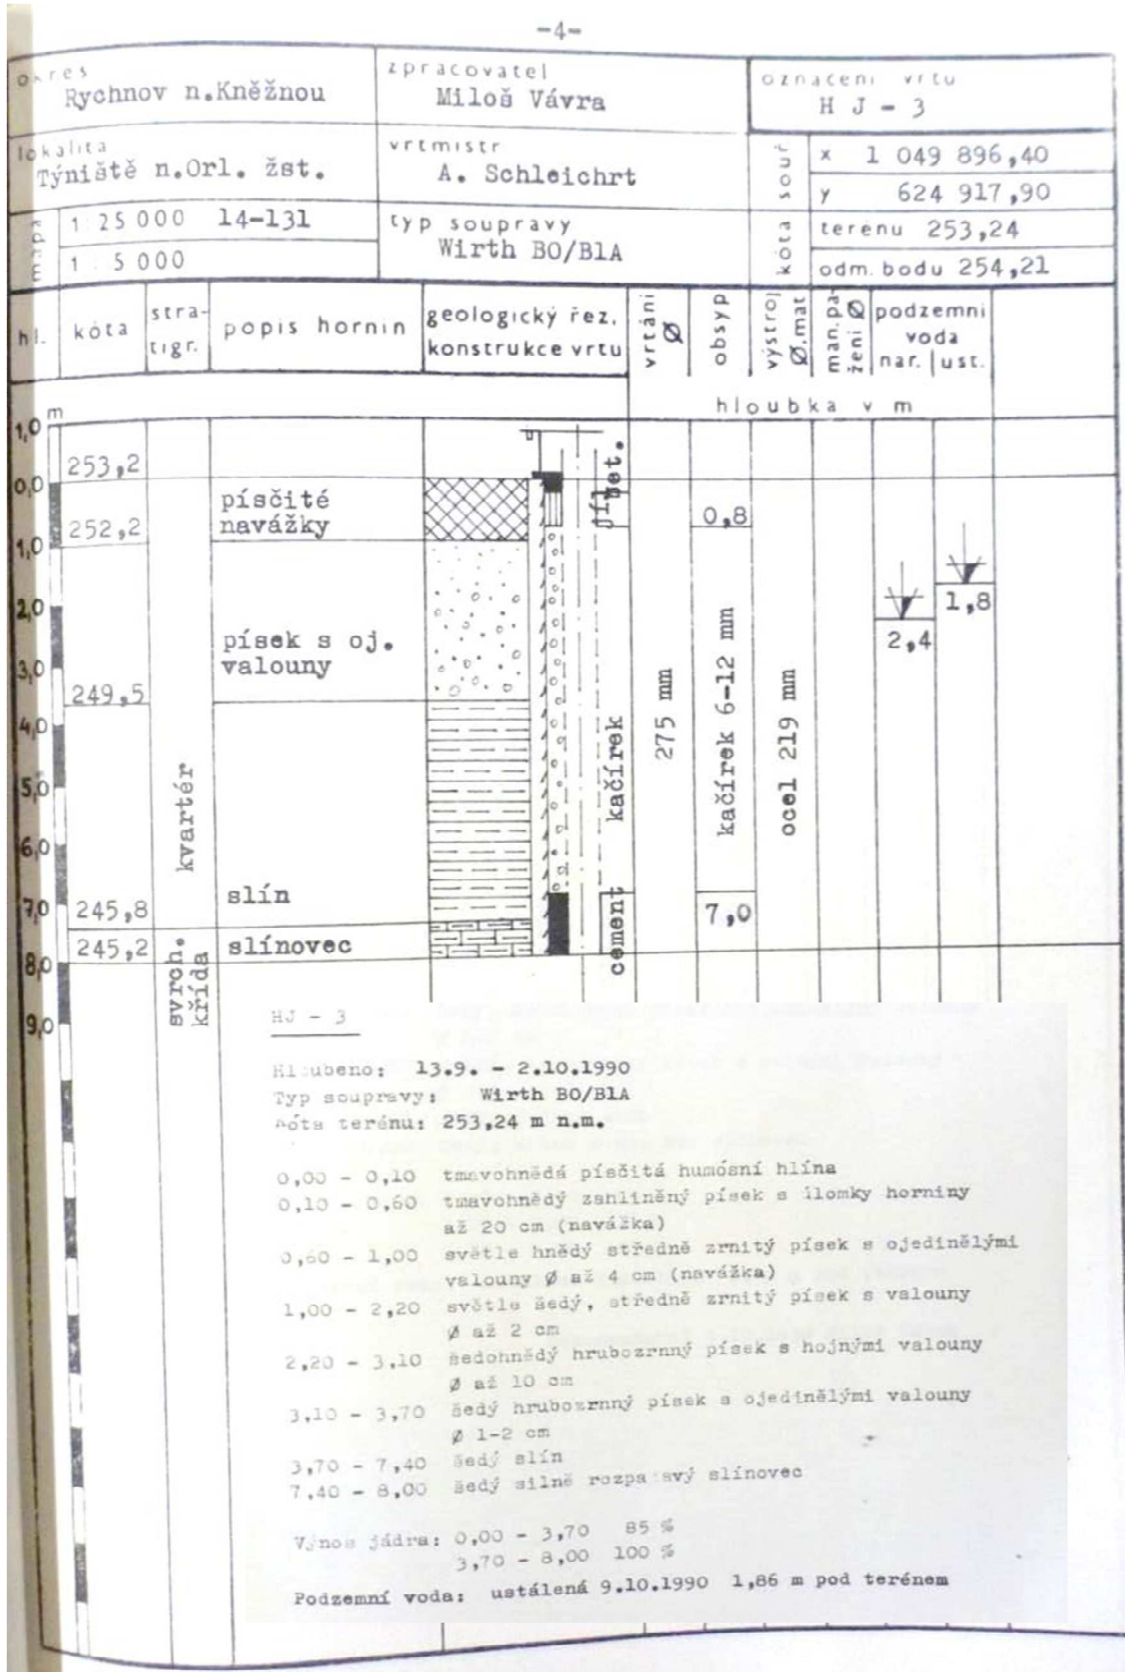 -4-
okres
Rychnov n.Kněžnou
zpracovatel
Miloš Vávra
označení vrtu
H J - 3
lokalita
Týniště n.Orl. žst.
vrtmistr
A. Schleichrt
souř
x 1 049 896,40
y 624 917,90
mapa
1:25 000 14-131
1:5 000
typ soupravy
Wirth BO/B1A
kóta
terenu 253,24
odm. bodu 254,21
hl.
kóta
stra-
tigr.
popis hornin
geologický řez,
konstrukce vrtu
vrtání
Ø
obsyp
výstroj
Ø,mat
man. pa-
žení Ø
podzemní
voda
nar. ust.
hloubka v m
m
1,0
253,2
0,0
písčité
navážky
jíl
bet.
0,8
252,2
1,0
2,0
1,8
2,4
písek s oj.
valouny
3,0
249,5
4,0
5,0
6,0
kvartér
kačírek
275 mm
kačírek 6-12 mm
ocel 219 mm
slín
7,0
245,8
cement
7,0
245,2
slínovec
8,0
svrch.
křída
9,0
HJ - 3
Hloubeno: 13.9. - 2.10.1990
Typ soupravy: Wirth BO/B1A
Kóta terénu: 253,24 m n.m.
0,00 - 0,10 tmavohnědá písčitá humósní hlína
0,10 - 0,60 tmavohnědý zahliněný písek s úlomky horniny
až 20 cm (navážka)
0,60 - 1,00 světle hnědý středně zrnitý písek s ojedinělými
valouny Ø až 4 cm (navážka)
1,00 - 2,20 světle šedý, středně zrnitý písek s valouny
Ø až 2 cm
2,20 - 3,10 šedohnědý hrubozrnný písek s hojnými valouny
Ø až 10 cm
3,10 - 3,70 šedý hrubozrnný písek s ojedinělými valouny
Ø 1-2 cm
3,70 - 7,40 šedý slín
7,40 - 8,00 šedý silně rozpadavý slínovec
Výnos jádra: 0,00 - 3,70 85 %
3,70 - 8,00 100 %
Podzemní voda: ustálená 9.10.1990 1,86 m pod terénem